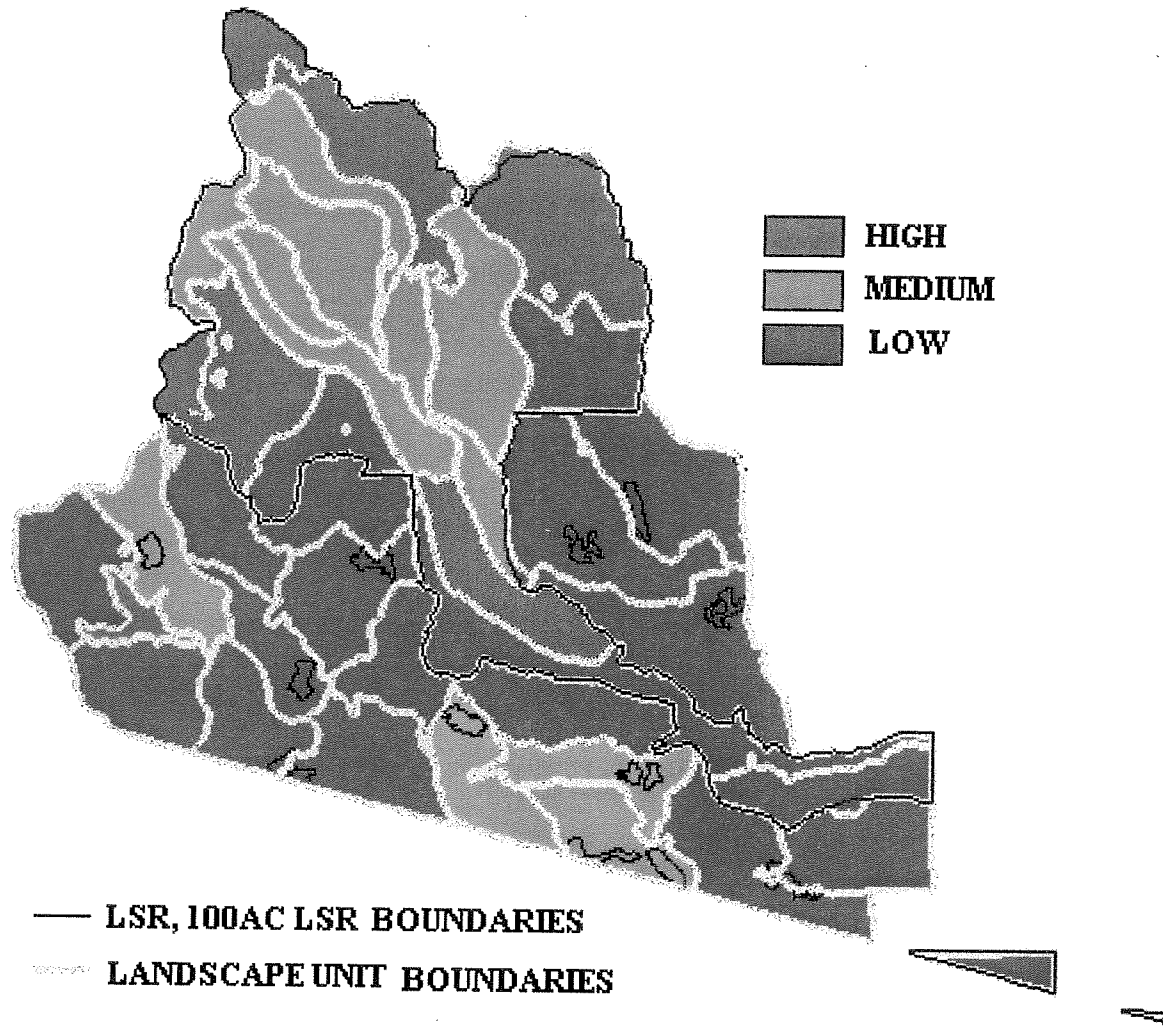 HIGH
MEDIUM
LOW
LSR, 100AC LSR BOUNDARIES
LANDSCAPE UNIT BOUNDARIES